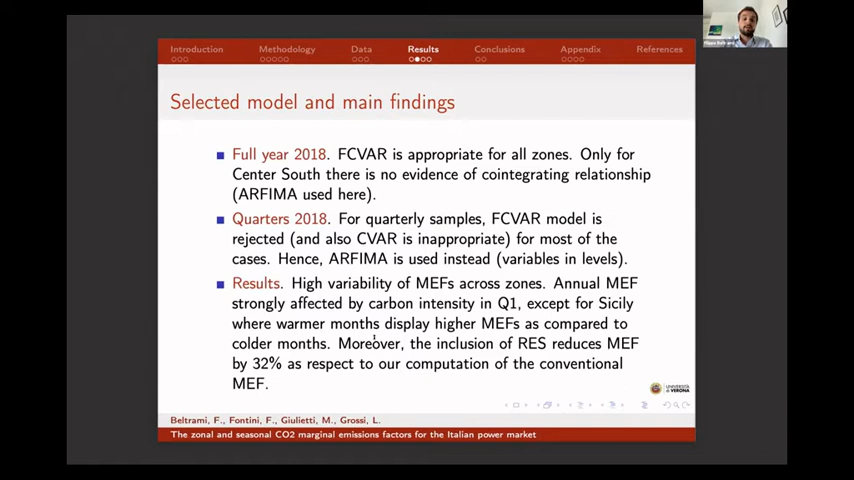 Introduction Methodology Data Results Conclusions Appendix References
Selected model and main findings
Full year 2018. FCVAR is appropriate for all zones. Only for
Center South there is no evidence of cointegrating relationship
(ARFIMA used here).
Quarters 2018. For quarterly samples, FCVAR model is
rejected (and also CVAR is inappropriate) for most of the
cases. Hence, ARFIMA is used instead (variables in levels).
Results. High variability of MEFs across zones. Annual MEF
strongly affected by carbon intensity in Q1, except for Sicily
where warmer months display higher MEFs as compared to
colder months. Moreover, the inclusion of RES reduces MEF
by 32% as respect to our computation of the conventional
MEF.
UNIVERSITÀ
di VERONA
Beltrami, F., Fontini, F., Giulietti, M., Grossi, L.
The zonal and seasonal CO2 marginal emissions factors for the Italian power market